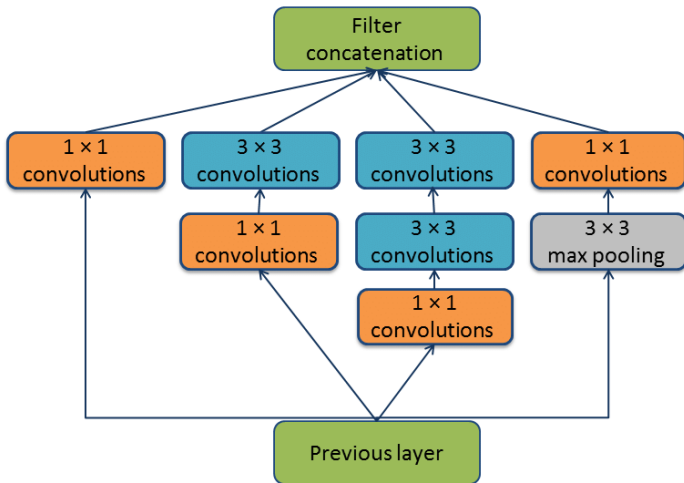 Filter
concatenation
1 × 1
convolutions
3 × 3
convolutions
3 × 3
convolutions
1 × 1
convolutions
1 × 1
convolutions
3 × 3
convolutions
3 × 3
max pooling
1 × 1
convolutions
Previous layer